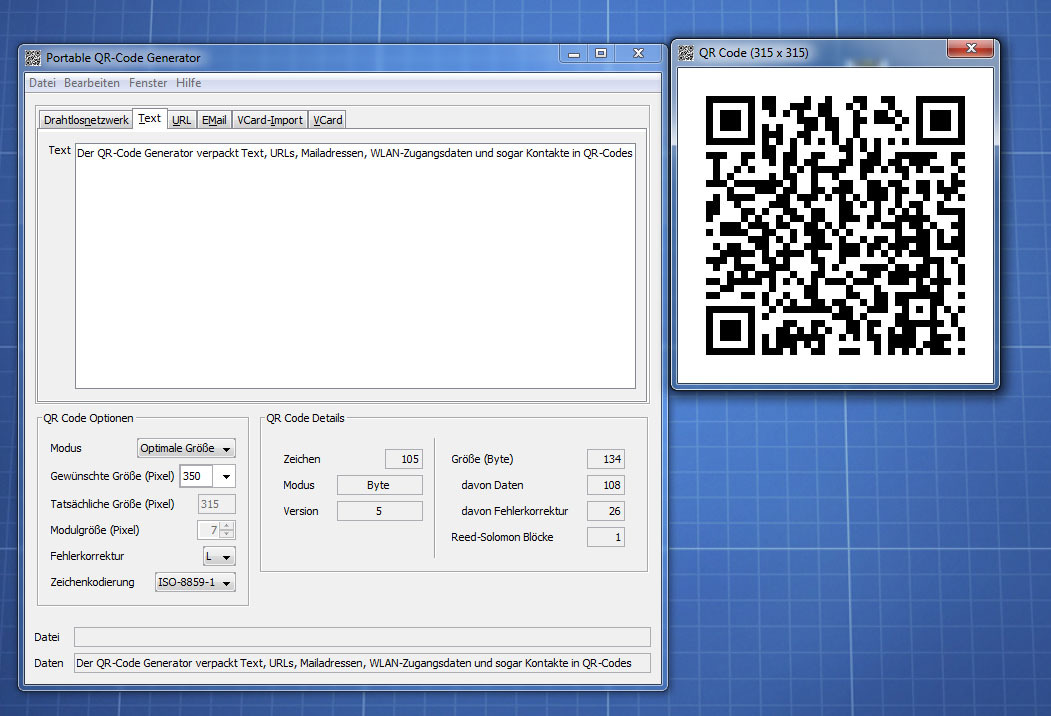 Portable QR-Code Generator
Datei Bearbeiten Fenster Hilfe
Drahtlosnetzwerk Text URL EMail VCard-Import VCard
Text Der QR-Code Generator verpackt Text, URLs, Mailadressen, WLAN-Zugangsdaten und sogar Kontakte in QR-Codes
QR Code Optionen
Modus Optimale Größe
Gewünschte Größe (Pixel) 350
Tatsächliche Größe (Pixel) 315
Modulgröße (Pixel) 7
Fehlerkorrektur L
Zeichenkodierung ISO-8859-1
QR Code Details
Zeichen 105
Modus Byte
Version 5
Größe (Byte) 134
davon Daten 108
davon Fehlerkorrektur 26
Reed-Solomon Blöcke 1
Datei
Daten Der QR-Code Generator verpackt Text, URLs, Mailadressen, WLAN-Zugangsdaten und sogar Kontakte in QR-Codes
QR Code (315 x 315)